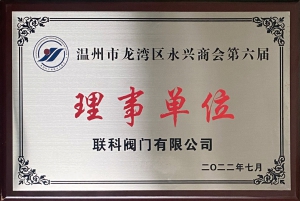 温州市龙湾区永兴商会第六届
理事单位
联科阀门有限公司
二〇二二年七月